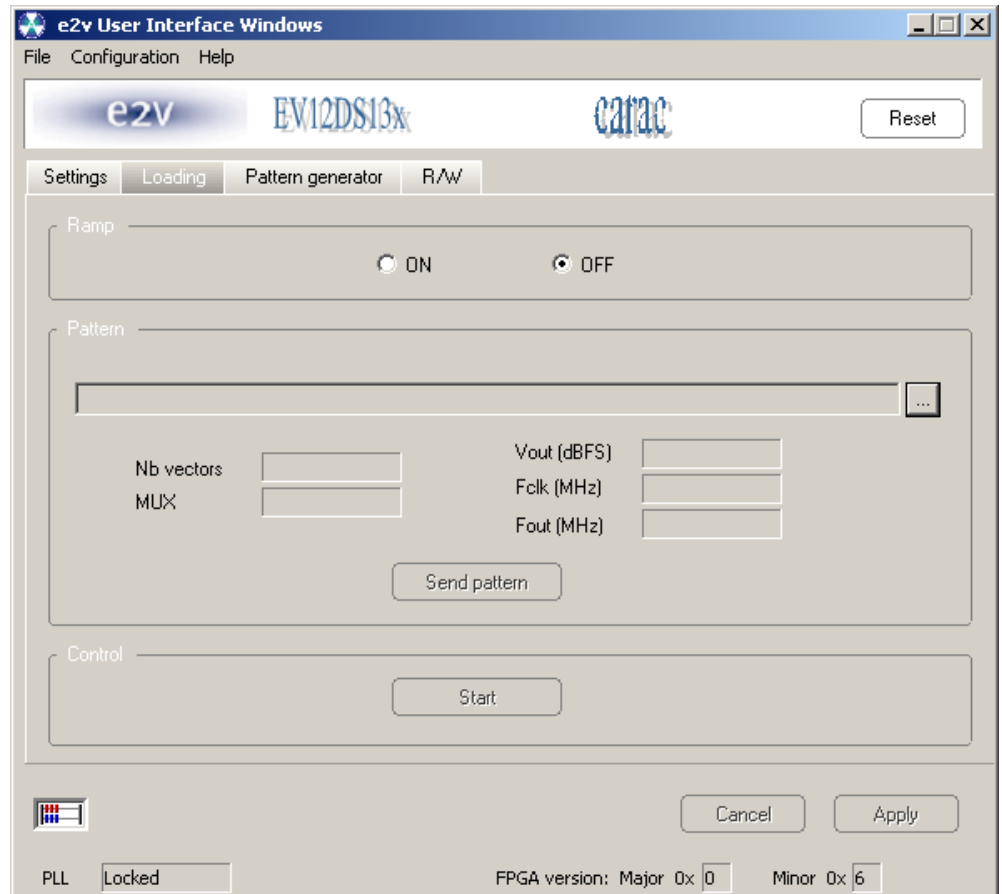 e2v User Interface Windows
File Configuration Help
e2v EV12DS13x carac Reset
Settings Loading Pattern generator R/W
Ramp
ON OFF
Pattern
...
Nb vectors
MUX
Vout (dBFS)
Fclk (MHz)
Fout (MHz)
Send pattern
Control
Start
Cancel Apply
PLL Locked FPGA version: Major 0x 0 Minor 0x 6